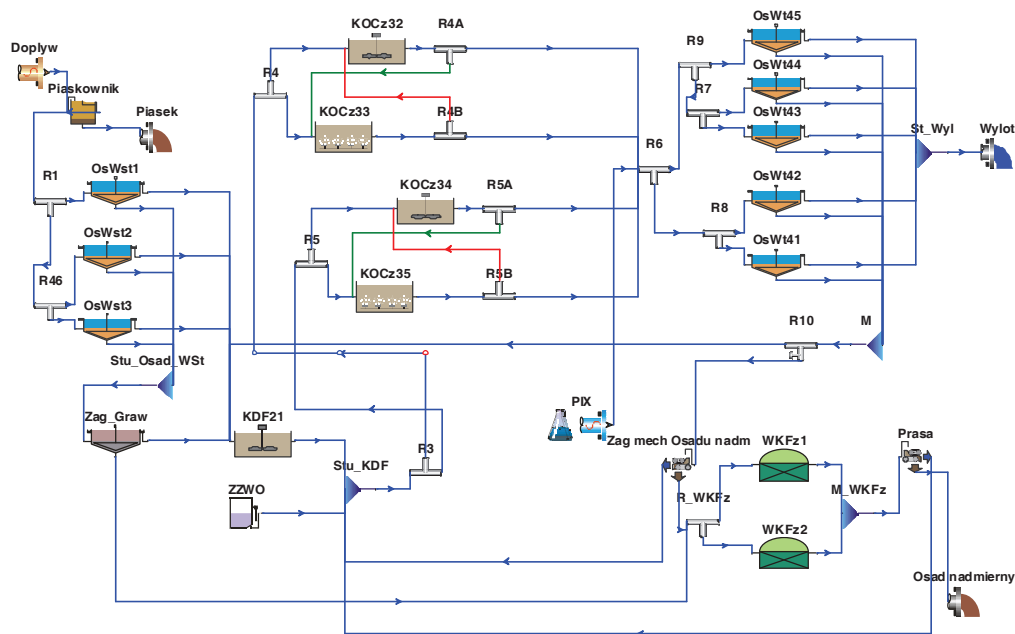 Doplyw
Piaskownik
Piasek
R1
OsWst1
OsWst2
R46
OsWst3
Stu_Osad_WSt
Zag_Graw
KDF21
ZZWO
Stu_KDF
R3
R4
KOCz32
R4A
KOCz33
R4B
KOCz34
R5A
R5
KOCz35
R5B
R6
R9
R7
R8
OsWt45
OsWt44
OsWt43
OsWt42
OsWt41
St_Wyl
Wylot
M
R10
PIX
Zag mech Osadu nadm
R_WKFz
WKFz1
WKFz2
M_WKFz
Prasa
Osad nadmierny